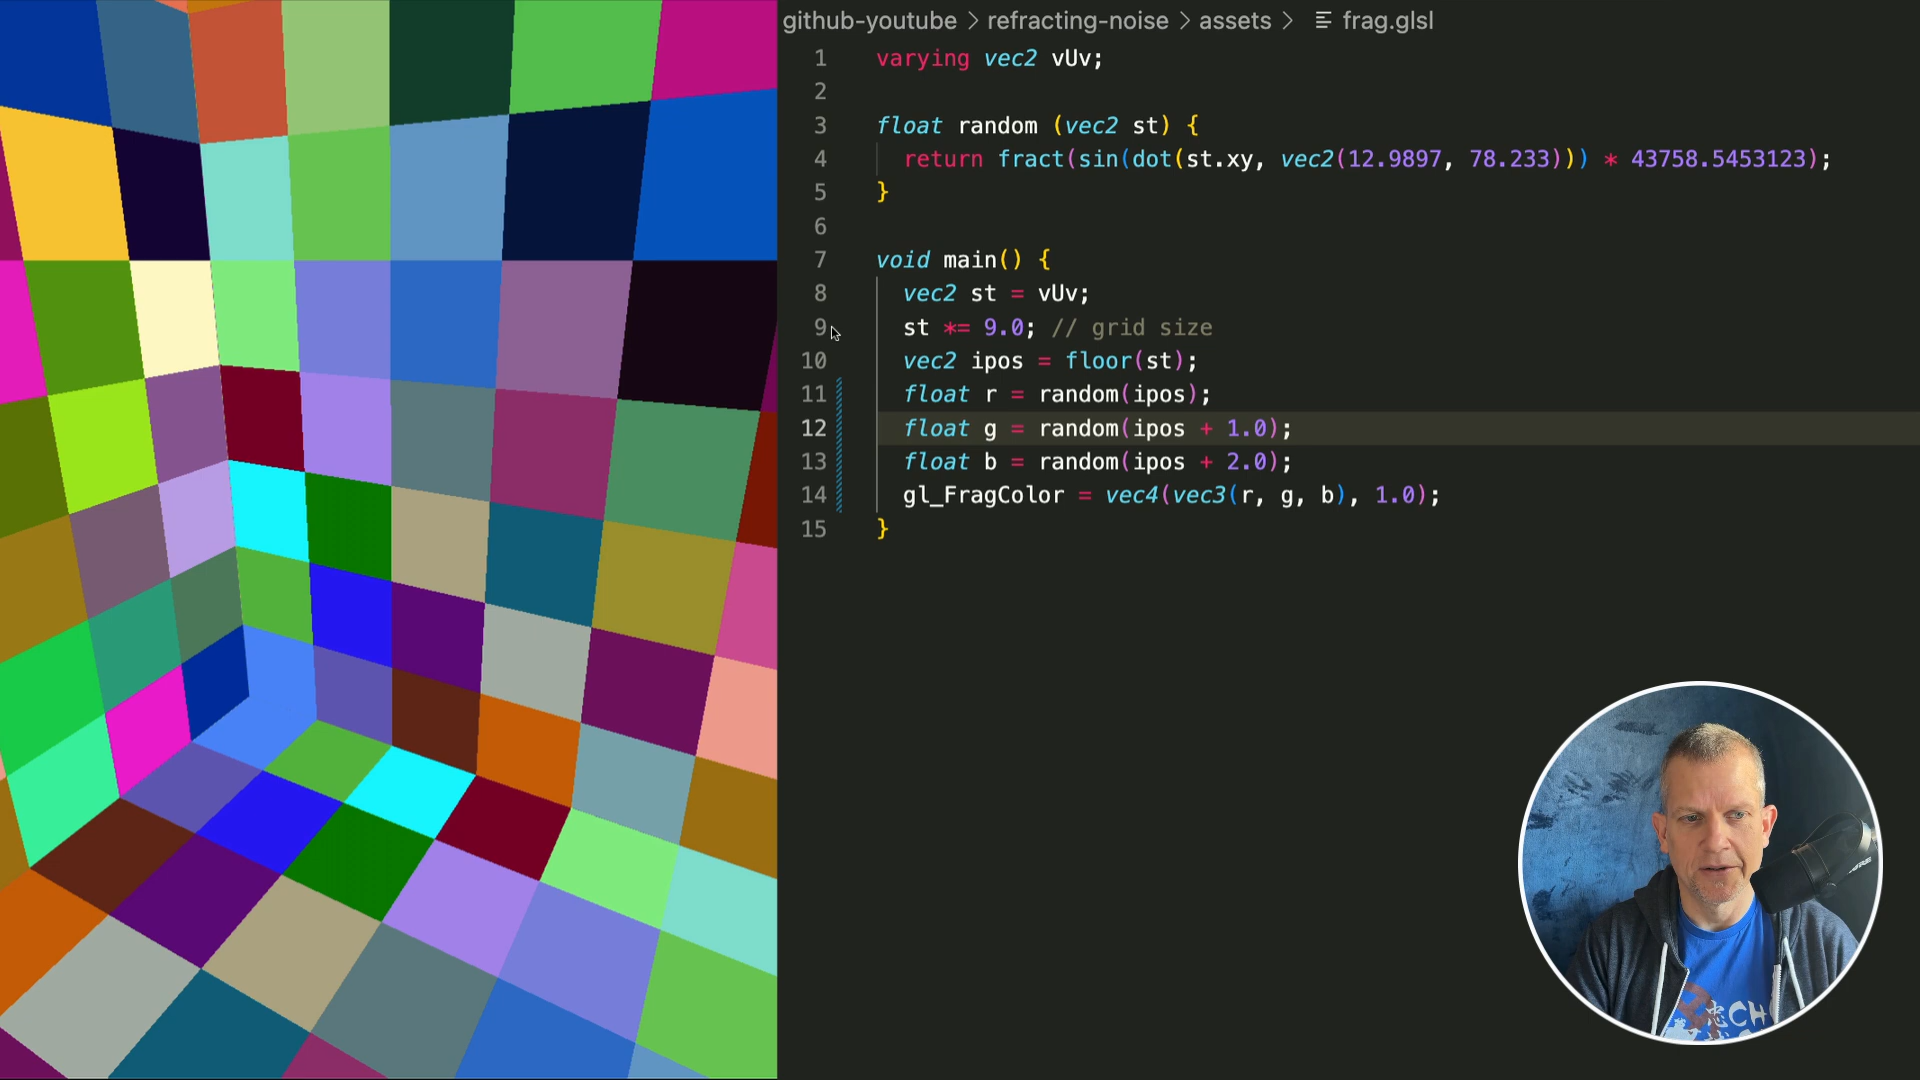 github-youtube > refracting-noise > assets > frag.glsl
1 varying vec2 vUv;
2
3 float random (vec2 st) {
4 return fract(sin(dot(st.xy, vec2(12.9897, 78.233))) * 43758.5453123);
5 }
6
7 void main() {
8 vec2 st = vUv;
9 st *= 9.0; // grid size
10 vec2 ipos = floor(st);
11 float r = random(ipos);
12 float g = random(ipos + 1.0);
13 float b = random(ipos + 2.0);
14 gl_FragColor = vec4(vec3(r, g, b), 1.0);
15 }